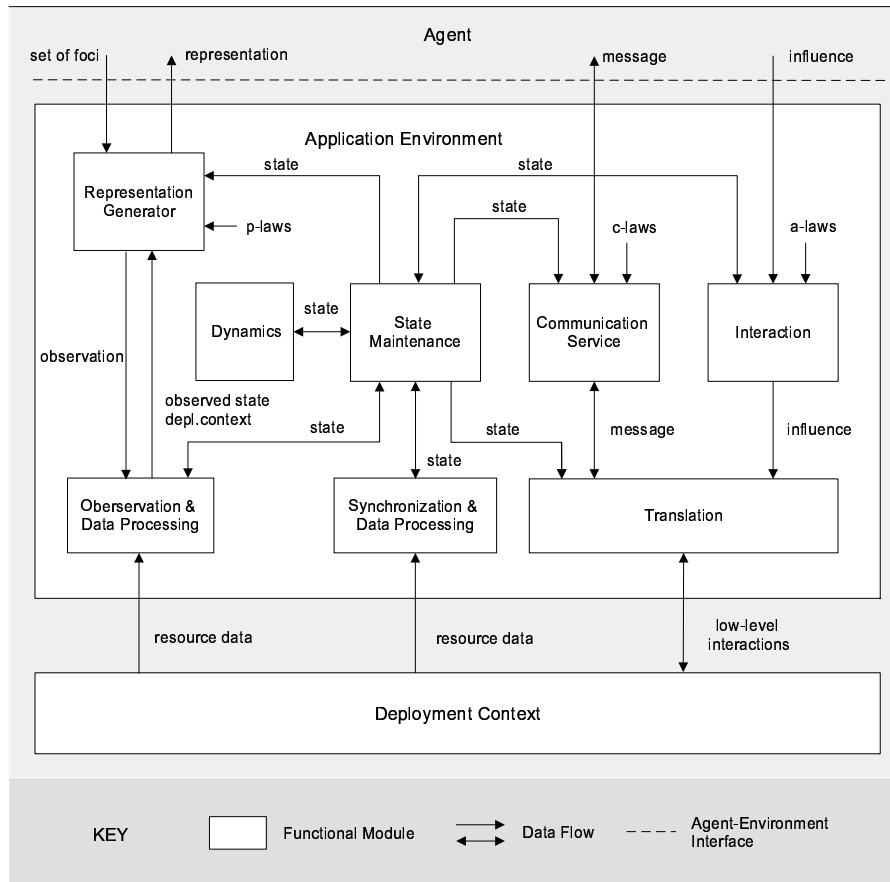 Agent
set of foci
representation
message
influence
Application Environment
state
state
Representation
Generator
state
p-laws
c-laws
a-laws
Dynamics
state
State
Maintenance
Communication
Service
Interaction
observation
observed state
depl.context
state
state
message
influence
state
Oberservation &
Data Processing
Synchronization &
Data Processing
Translation
resource data
resource data
low-level
interactions
Deployment Context
KEY
Functional Module
Data Flow
Agent-Environment
Interface